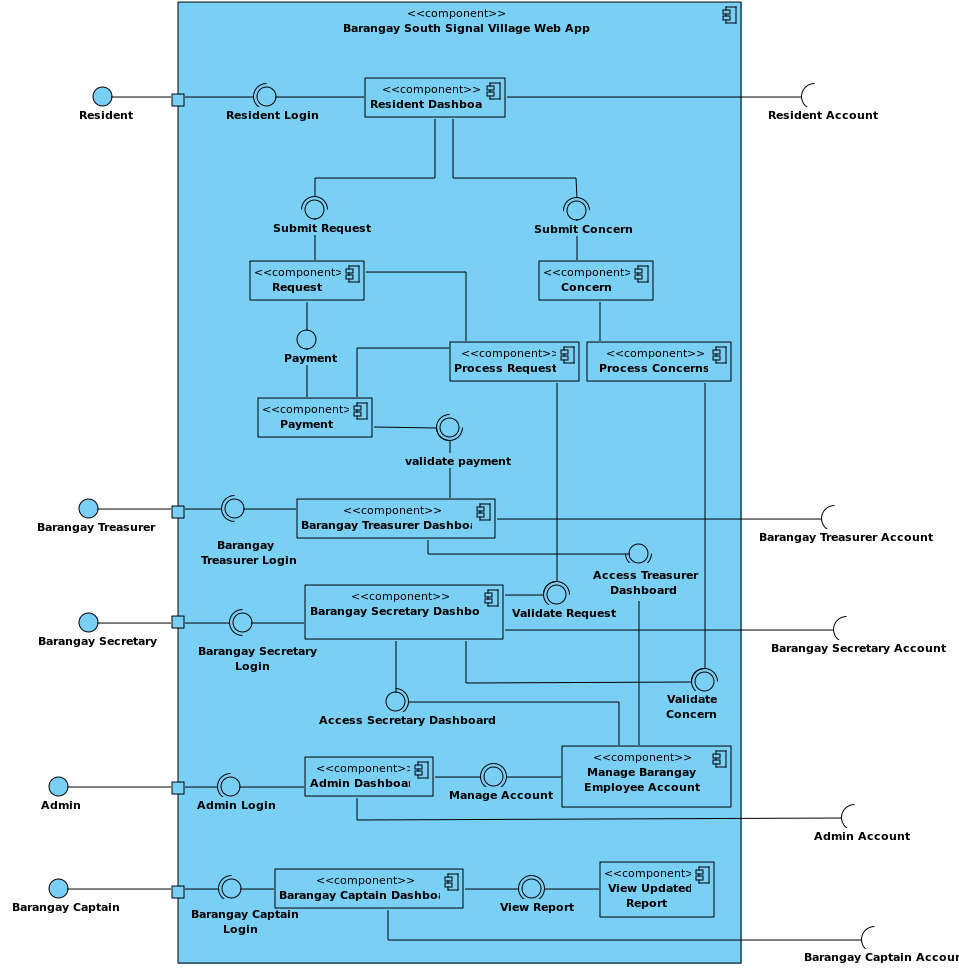 <<component>>
Barangay South Signal Village Web App
<<component>>
Resident Dashboa
Resident
Resident Login
Resident Account
Submit Request
Submit Concern
<<component>
Request
<<component>
Concern
Payment
<<component>>
Process Request
<<component>>
Process Concerns
<<component>
Payment
validate payment
<<component>>
Barangay Treasurer Dashboa
Barangay Treasurer
Barangay
Treasurer Login
Barangay Treasurer Account
Access Treasurer
Dashboard
<<component>>
Barangay Secretary Dashbo
Validate Request
Barangay Secretary
Barangay Secretary
Login
Barangay Secretary Account
Validate
Concern
Access Secretary Dashboard
<<component>>
Manage Barangay
Employee Account
<<component>>
Admin Dashboar
Admin
Admin Login
Manage Account
Admin Account
<<component>>
Barangay Captain Dashboa
<<component>>
View Updated
Report
Barangay Captain
Barangay Captain
Login
View Report
Barangay Captain Accour